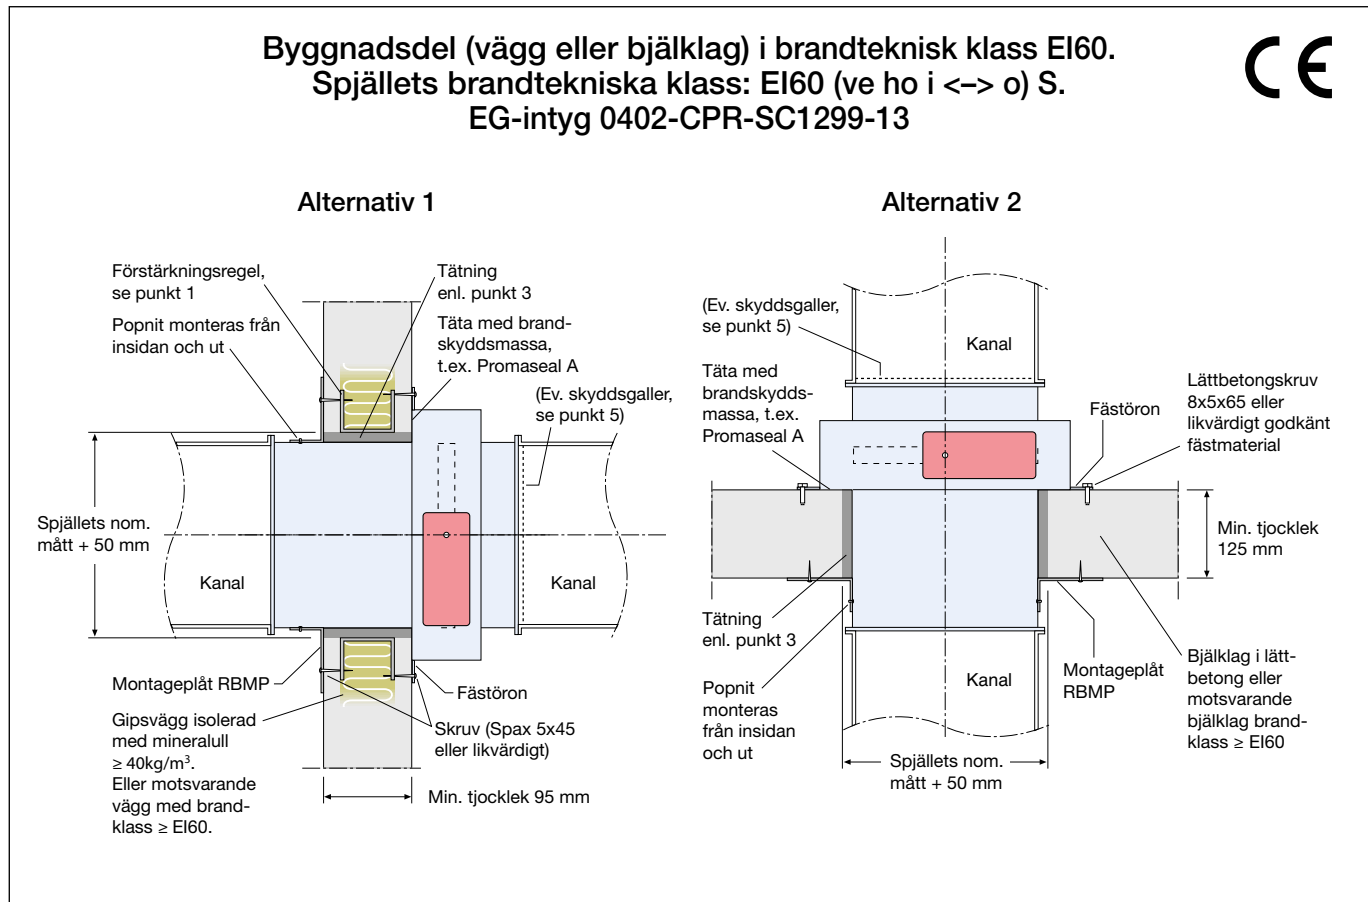 Byggnadsdel (vägg eller bjälklag) i brandteknisk klass EI60.
Spjällets brandtekniska klass: EI60 (ve ho i <–> o) S.
EG-intyg 0402-CPR-SC1299-13
CE
Alternativ 1
Förstärkningsregel,
se punkt 1
Popnit monteras från
insidan och ut
Tätning
enl. punkt 3
Täta med brand-
skyddsmassa,
t.ex. Promaseal A
(Ev. skyddsgaller,
se punkt 5)
Spjällets nom.
mått + 50 mm
Kanal
Kanal
Montageplåt RBMP
Gipsvägg isolerad
med mineralull
≥ 40kg/m³.
Eller motsvarande
vägg med brand-
klass ≥ EI60.
Fästöron
Skruv (Spax 5x45
eller likvärdigt)
Min. tjocklek 95 mm
Alternativ 2
(Ev. skyddsgaller,
se punkt 5)
Kanal
Täta med
brandskydds-
massa, t.ex.
Promaseal A
Fästöron
Lättbetongskruv
8x5x65 eller
likvärdigt godkänt
fästmaterial
Min. tjocklek
125 mm
Tätning
enl. punkt 3
Popnit
monteras
från insidan
och ut
Kanal
Montageplåt
RBMP
Bjälklag i lätt-
betong eller
motsvarande
bjälklag brand-
klass ≥ EI60
Spjällets nom.
mått + 50 mm